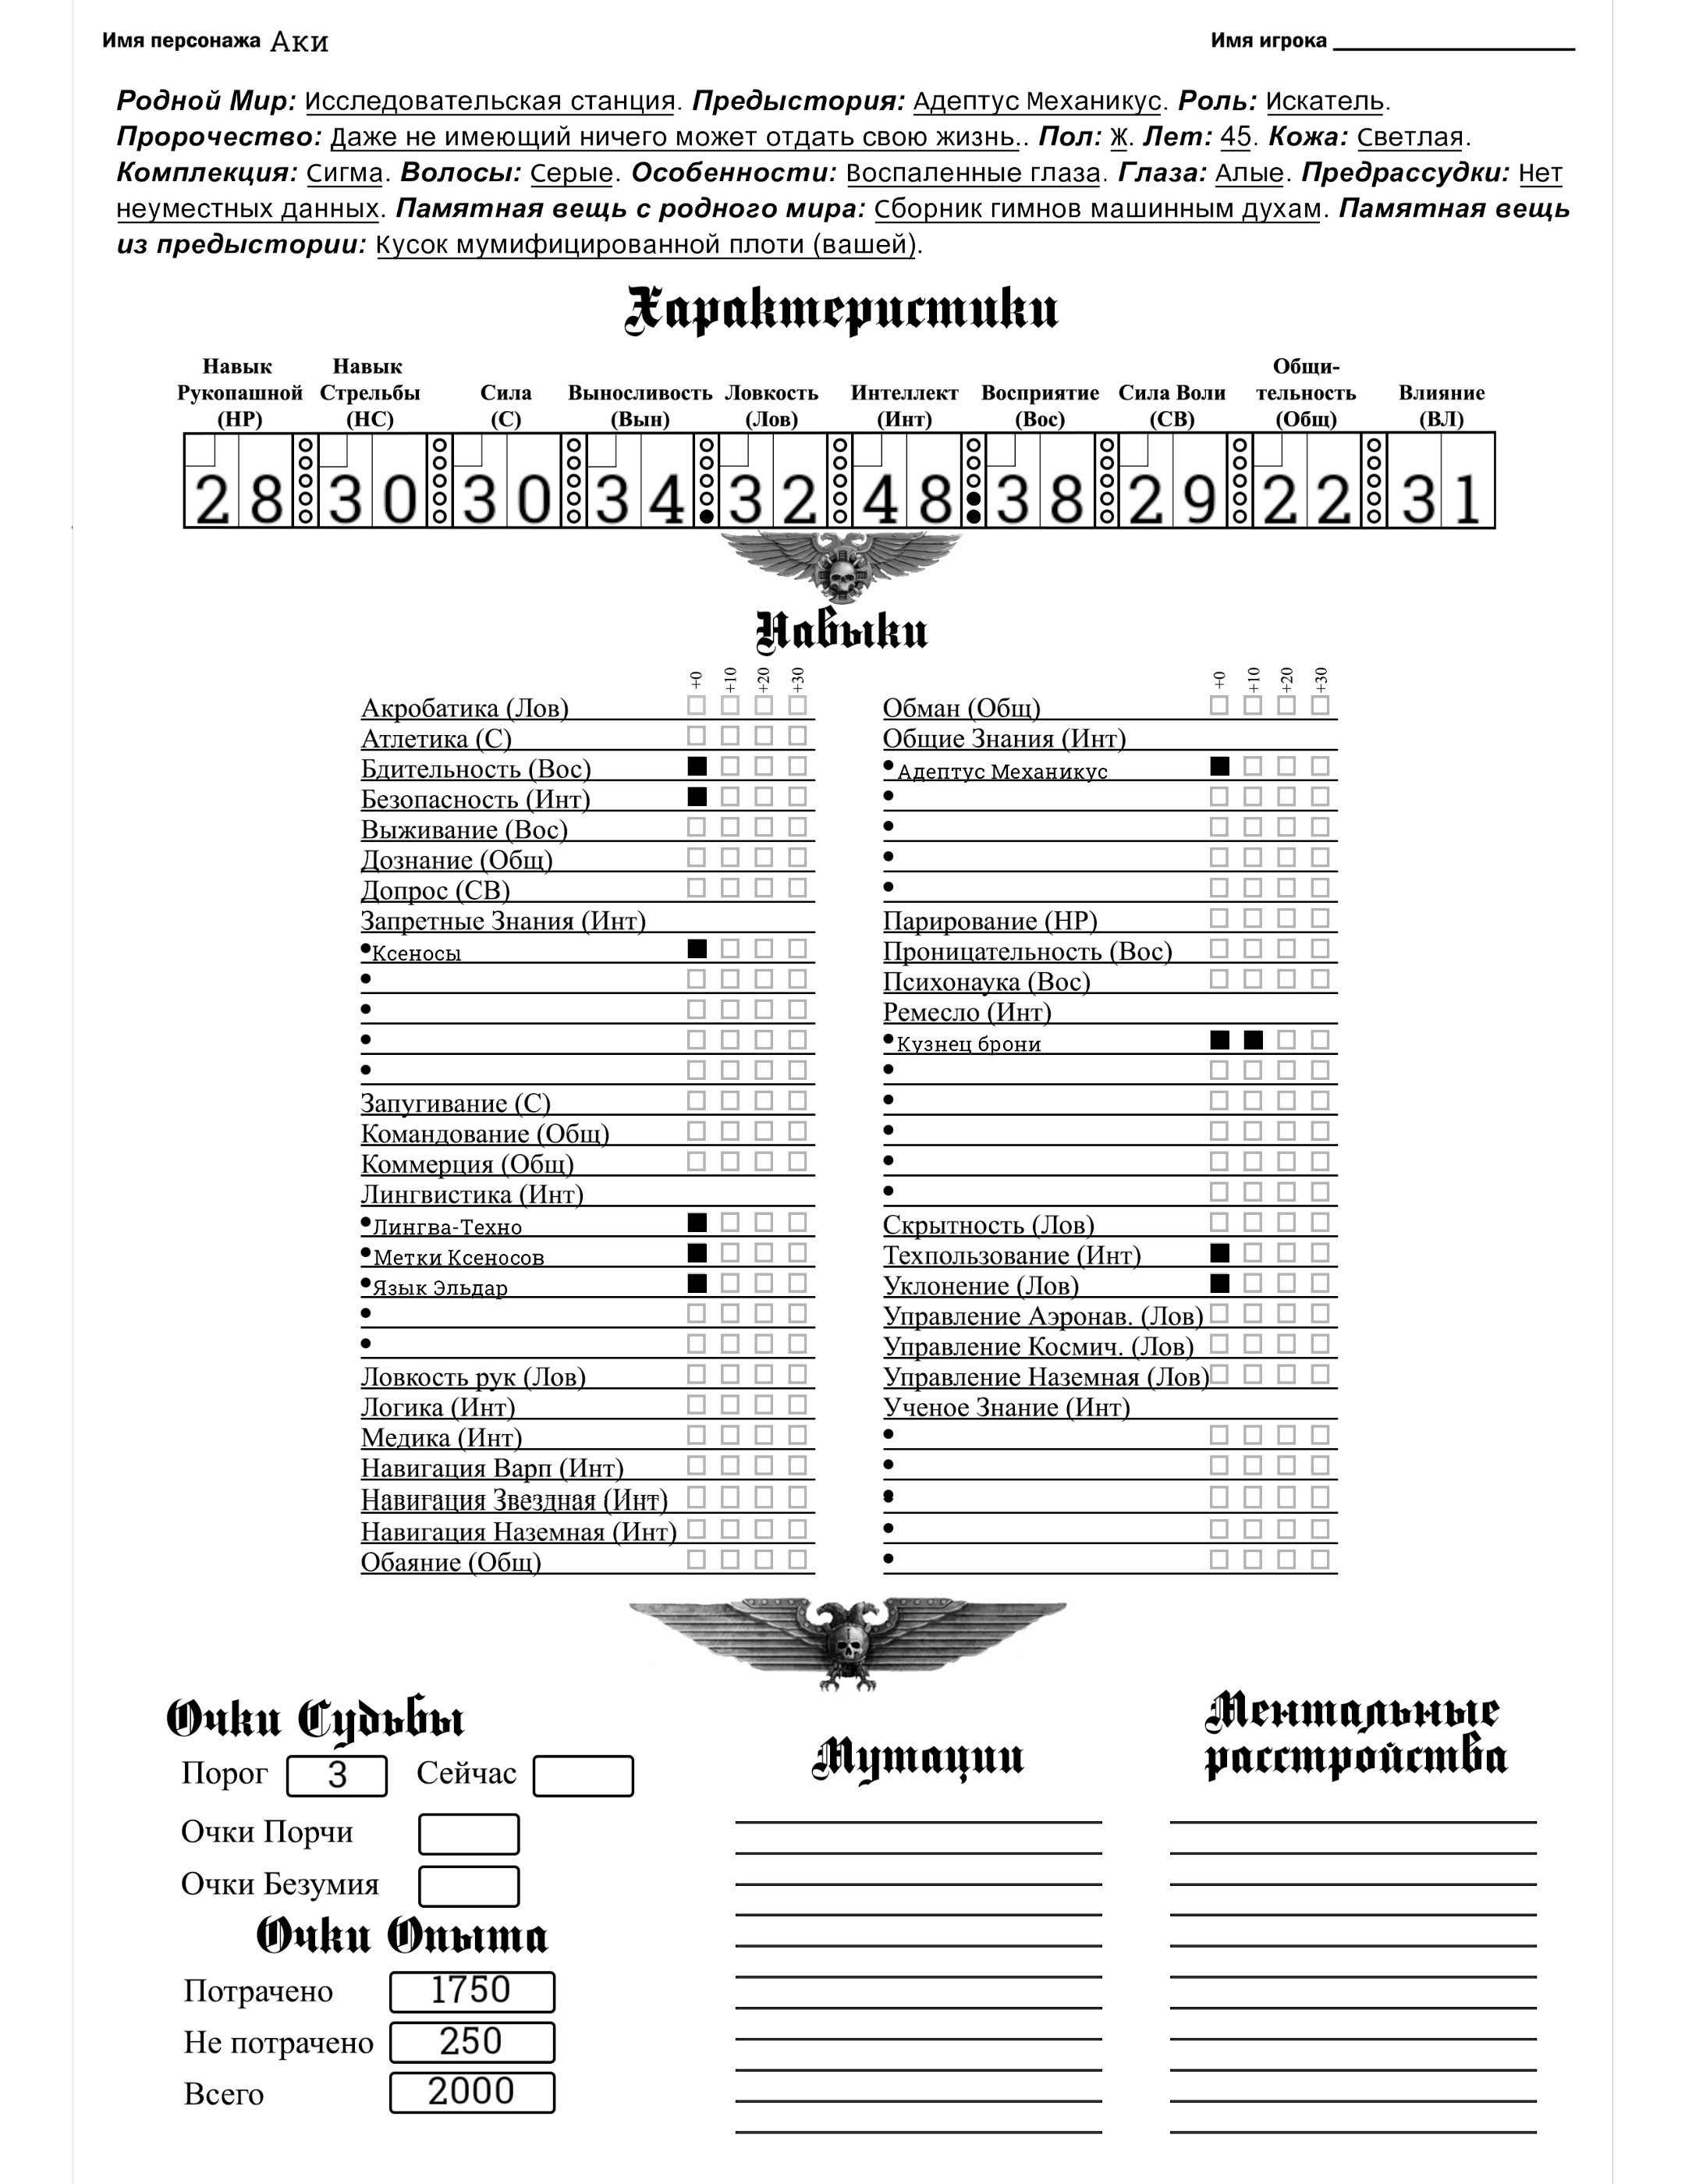 Имя персонажа Аки Имя игрока
Родной Мир: Исследовательская станция. Предыстория: Адептус Механикус. Роль: Искатель.
Пророчество: Даже не имеющий ничего может отдать свою жизнь.. Пол: Ж. Лет: 45. Кожа: Светлая.
Комплекция: Сигма. Волосы: Серые. Особенности: Воспаленные глаза. Глаза: Алые. Предрассудки: Нет
неуместных данных. Памятная вещь с родного мира: Сборник гимнов машинным духам. Памятная вещь
из предыстории: Кусок мумифицированной плоти (вашей).
Характеристики
Навык Рукопашной (НР)
Навык Стрельбы (НС)
Сила (С)
Выносливость (Вын)
Ловкость (Лов)
Интеллект (Инт)
Восприятие (Вос)
Сила Воли (СВ)
Общи-
тельность (Общ)
Влияние (ВЛ)
28 30 30 34 32 48 38 29 22 31
Навыки
+0 +10 +20 +30
Акробатика (Лов)
Атлетика (С)
Бдительность (Вос)
Безопасность (Инт)
Выживание (Вос)
Дознание (Общ)
Допрос (СВ)
Запретные Знания (Инт)
•Ксеносы
•
•
•
•
Запугивание (С)
Командование (Общ)
Коммерция (Общ)
Лингвистика (Инт)
•Лингва-Техно
•Метки Ксеносов
•Язык Эльдар
•
•
Ловкость рук (Лов)
Логика (Инт)
Медика (Инт)
Навигация Варп (Инт)
Навигация Звездная (Инт)
Навигация Наземная (Инт)
Обаяние (Общ)
+0 +10 +20 +30
Обман (Общ)
Общие Знания (Инт)
•Адептус Механикус
•
•
•
•
Парирование (НР)
Проницательность (Вос)
Психонаука (Вос)
Ремесло (Инт)
•Кузнец брони
•
•
•
•
•
Скрытность (Лов)
Техпользование (Инт)
Уклонение (Лов)
Управление Аэронав. (Лов)
Управление Космич. (Лов)
Управление Наземная (Лов)
Ученое Знание (Инт)
•
•
•
•
•
Очки Судьбы
Порог 3 Сейчас
Очки Порчи
Очки Безумия
Очки Опыта
Потрачено 1750
Не потрачено 250
Всего 2000
Мутации
Ментальные
расстройства